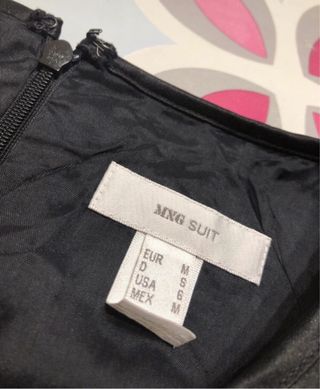 MNG SUIT
EUR M
D S
USA 6
MEX M